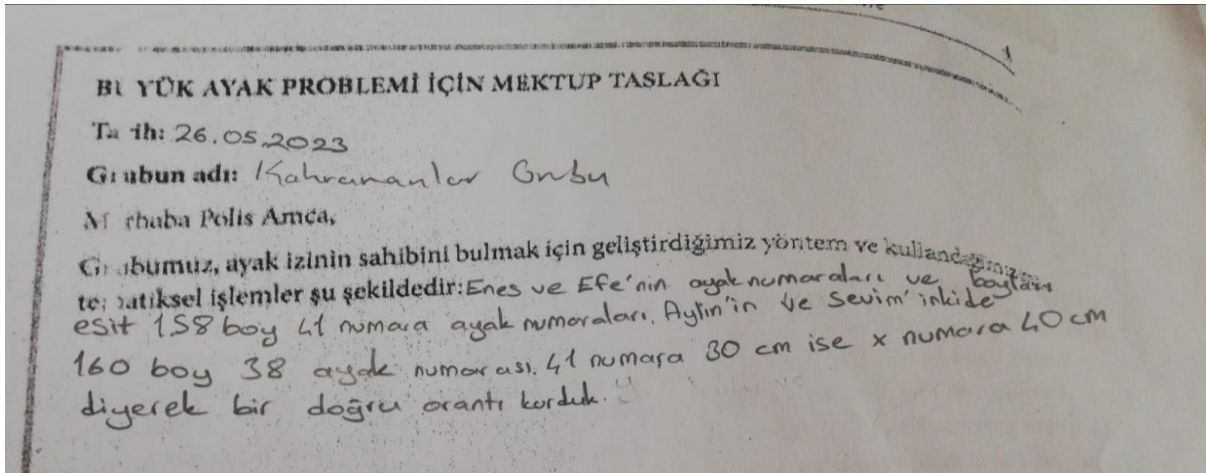 BÜYÜK AYAK PROBLEMİ İÇİN MEKTUP TASLAĞI
Tarih: 26.05.2023
Grubun adı: Kahramanlar Grubu
Merhaba Polis Amca,
Grubumuz, ayak izinin sahibini bulmak için geliştirdiğimiz yöntem ve kullandığımız
matematiksel işlemler şu şekildedir: Enes ve Efe'nin ayak numaraları ve boyları
eşit 158 boy 41 numara ayak numaraları. Aylin'in ve Sevim'inkide
160 boy 38 ayak numarası. 41 numara 30 cm ise x numara 40 cm
diyerek bir doğru orantı kurduk.